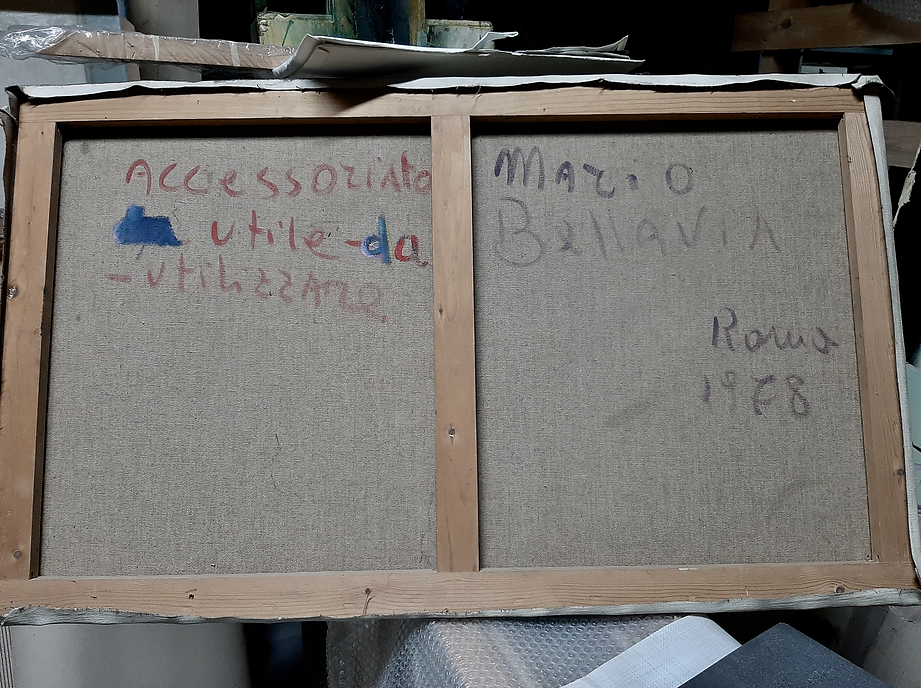 Accessoriato
utile-da
-utilizzare
Mario
Bellavia
Roma
1978